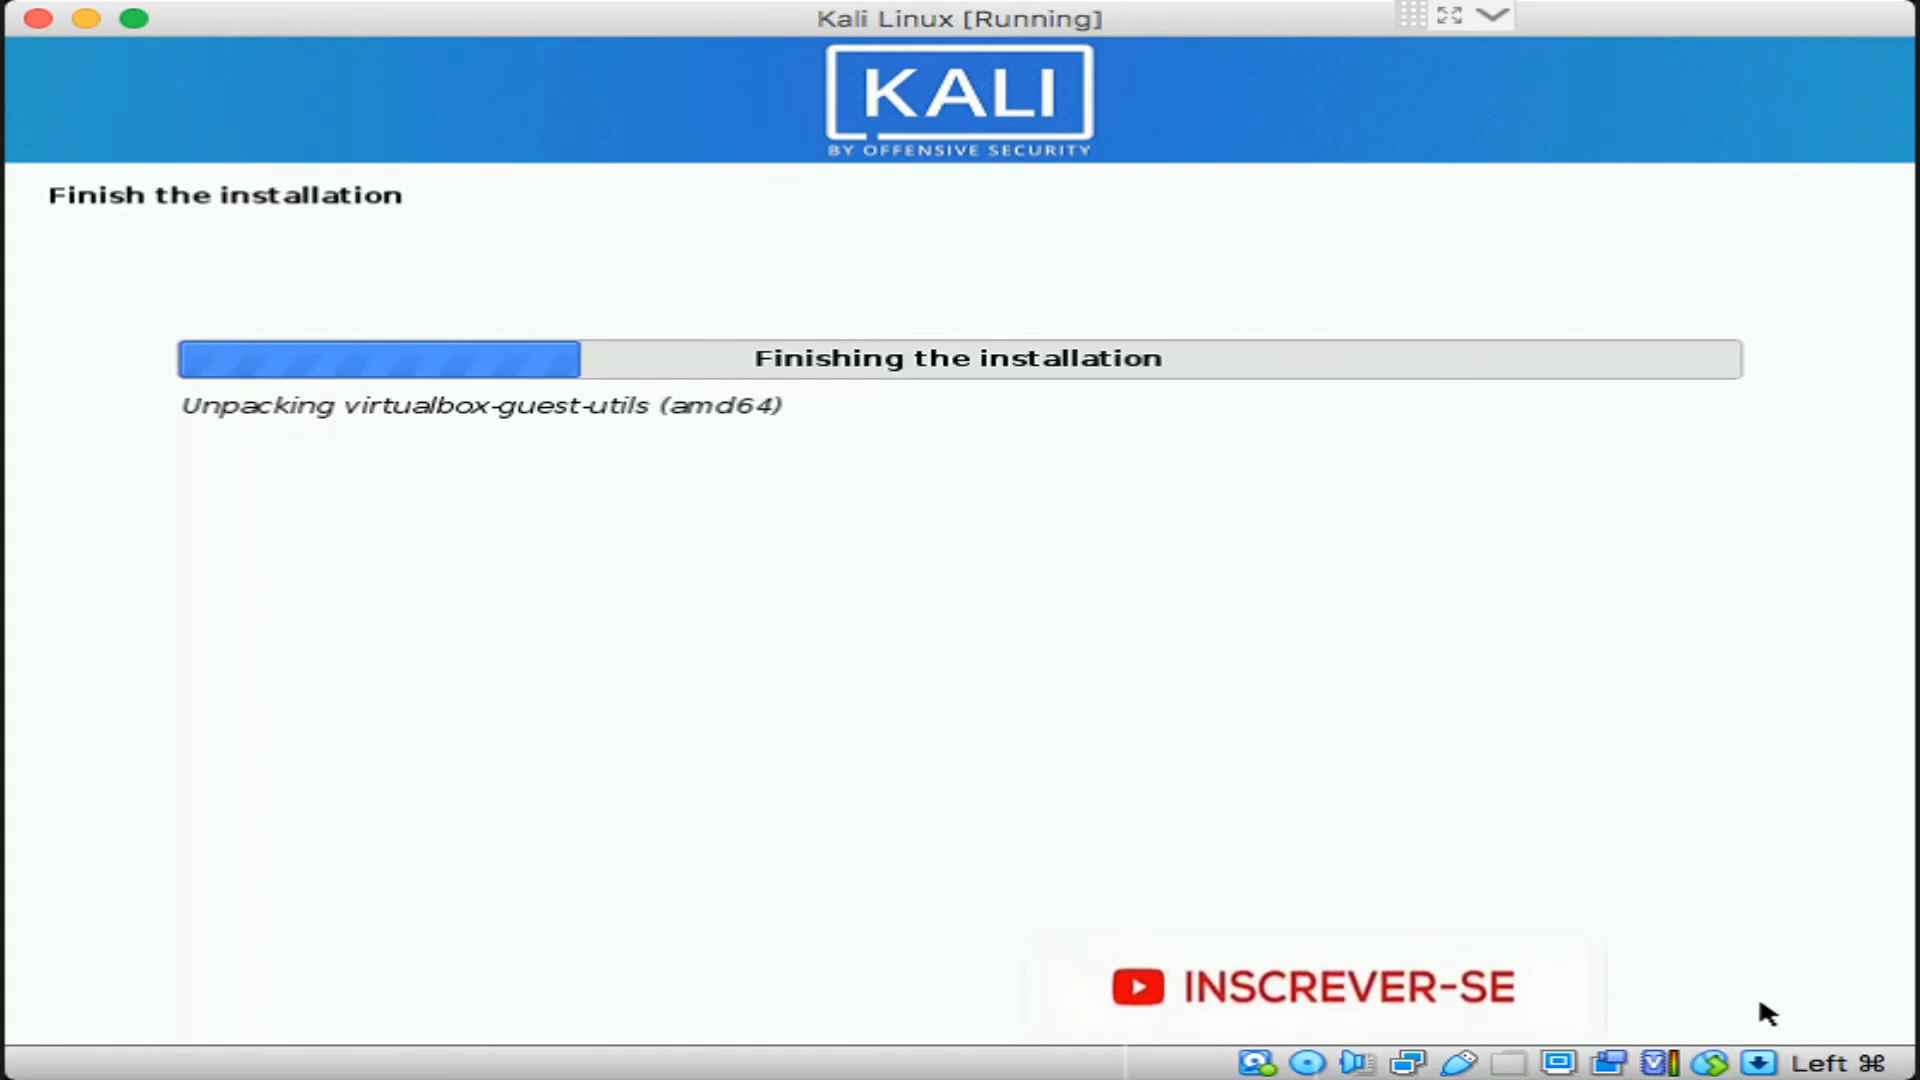 Kali Linux [Running]
KALI
BY OFFENSIVE SECURITY
Finish the installation
Finishing the installation
Unpacking virtualbox-guest-utils (amd64)
INSCREVER-SE
Left ⌘